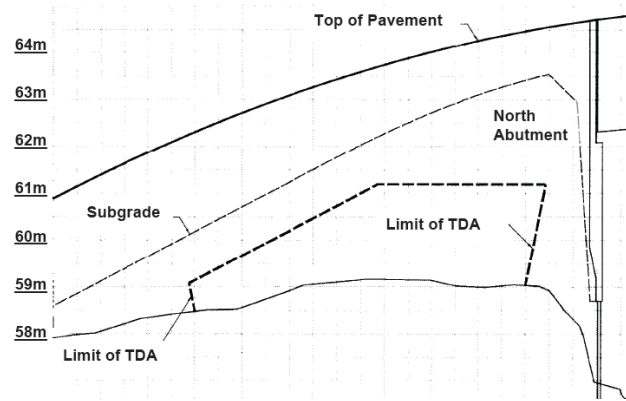 Top of Pavement
64m
63m
North
Abutment
62m
61m
Subgrade
Limit of TDA
60m
59m
58m
Limit of TDA